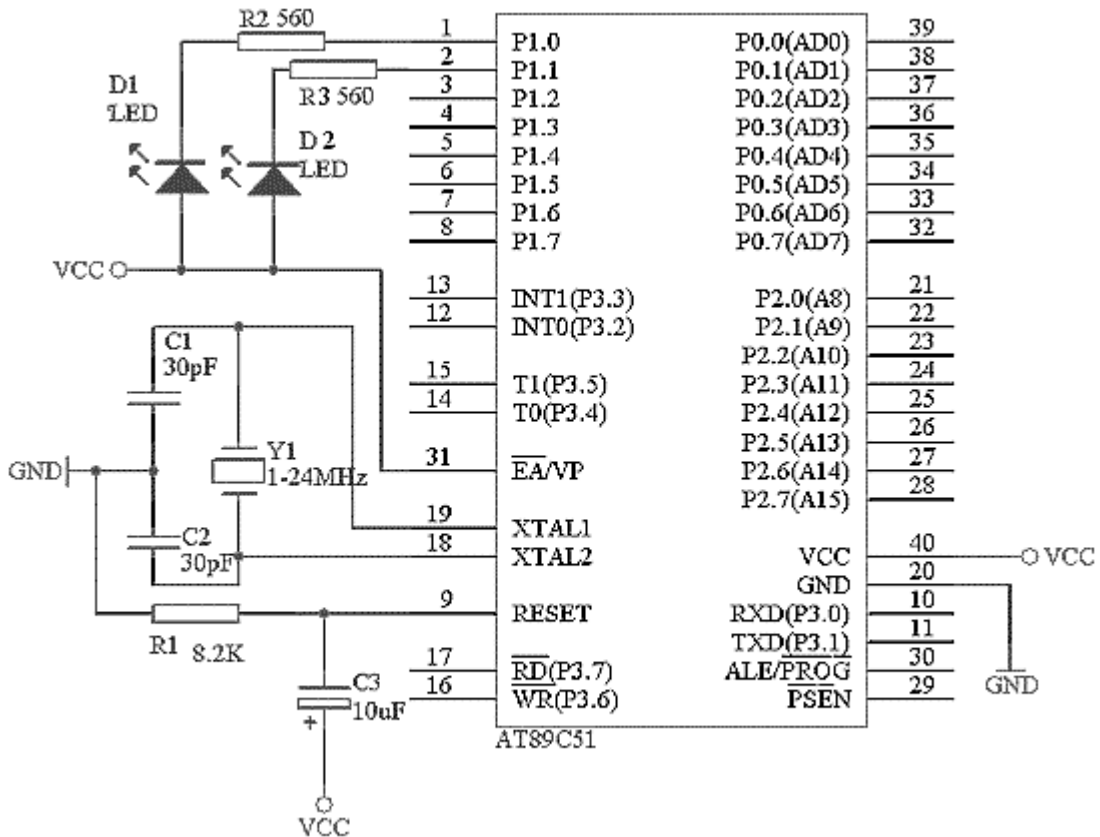 R2 560
1
P1.0
P0.0(AD0)
39
2
P1.1
P0.1(AD1)
38
R3 560
3
P1.2
P0.2(AD2)
37
D1
LED
4
P1.3
P0.3(AD3)
36
D2
LED
5
P1.4
P0.4(AD4)
35
6
P1.5
P0.5(AD5)
34
7
P1.6
P0.6(AD6)
33
8
P1.7
P0.7(AD7)
32
VCC
13
INT1(P3.3)
P2.0(A8)
21
12
INT0(P3.2)
P2.1(A9)
22
P2.2(A10)
23
C1
30pF
15
T1(P3.5)
P2.3(A11)
24
14
T0(P3.4)
P2.4(A12)
25
P2.5(A13)
26
GND
Y1
1-24MHz
31
EA/VP
P2.6(A14)
27
P2.7(A15)
28
19
XTAL1
C2
30pF
18
XTAL2
VCC
40
VCC
GND
20
9
RESET
RXD(P3.0)
10
R1 8.2K
TXD(P3.1)
11
17
RD(P3.7)
ALE/PROG
30
GND
16
WR(P3.6)
PSEN
29
C3
10uF
+
AT89C51
VCC